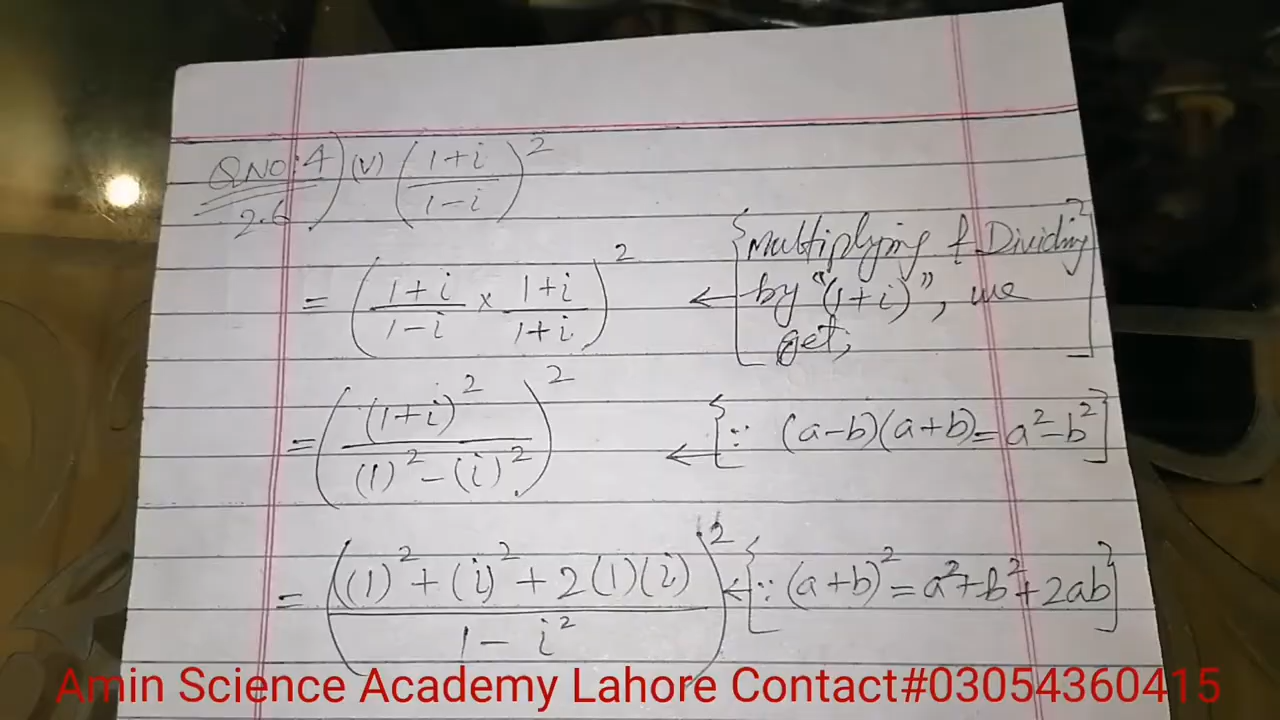 QNO:4) (v) ((1+i)/(1-i))^2
2.6
= ((1+i)/(1-i) × (1+i)/(1+i))^2 ← [Multiplying & Dividing
by "(1+i)", we
get,]
= ((1+i)^2/((1)^2-(i)^2))^2 ← [∵ (a-b)(a+b)=a^2-b^2]
= (((1)^2+(i)^2+2(1)(i))/(1-i^2))^2 ← [∵ (a+b)^2=a^2+b^2+2ab]
Amin Science Academy Lahore Contact#03054360415